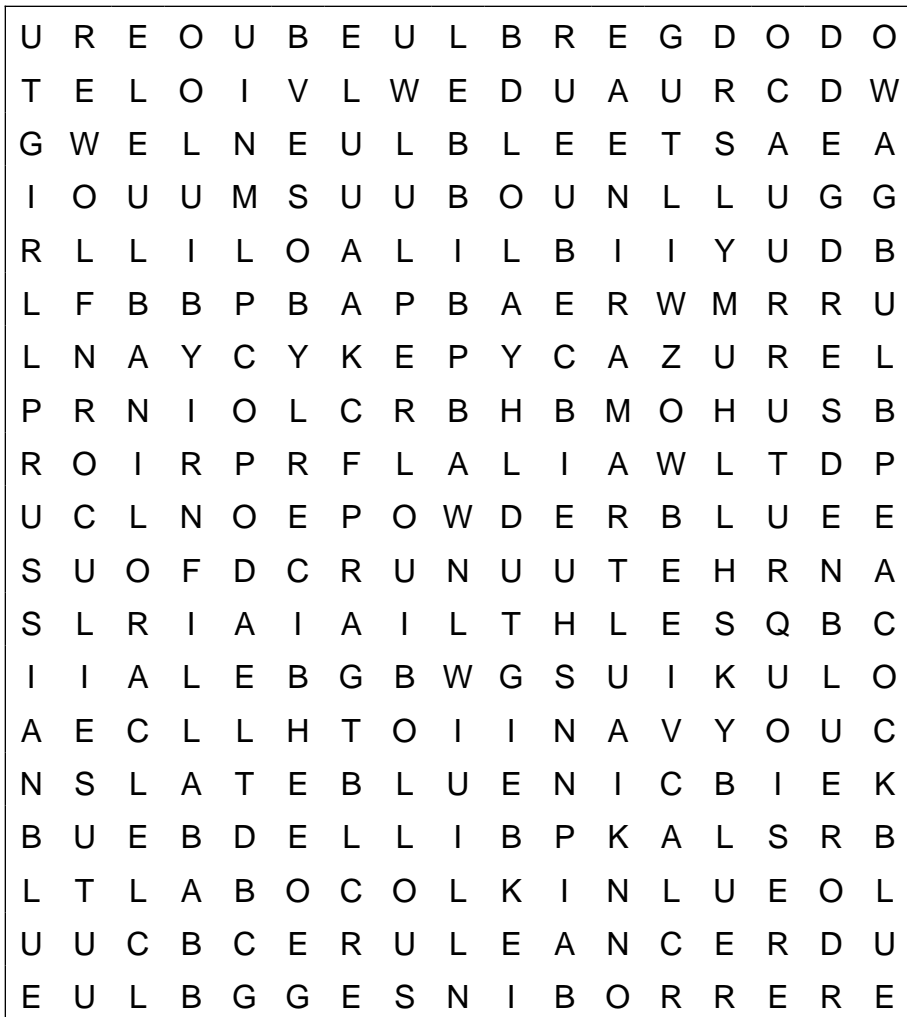 U R E O U B E U L B R E G D O D O
T E L O I V L W E D U A U R C D W
G W E L N E U L B L E E T S A E A
I O U U M S U U B O U N L L U G G
R L L I L O A L I L B I I Y U D B
L F B B P B A P B A E R W M R R U
L N A Y C Y K E P Y C A Z U R E L
P R N I O L C R B H B M O H U S B
R O I R P R F L A L I A W L T D P
U C L N O E P O W D E R B L U E E
S U O F D C R U N U U T E H R N A
S L R I A I A I L T H L E S Q B C
I I A L E B G B W G S U I K U L O
A E C L L H T O I I N A V Y O U C
N S L A T E B L U E N I C B I E K
B U E B D E L L I B P K A L S R B
L T L A B O C O L K I N L U E O L
U U C B C E R U L E A N C E R D U
E U L B G G E S N I B O R R E R E